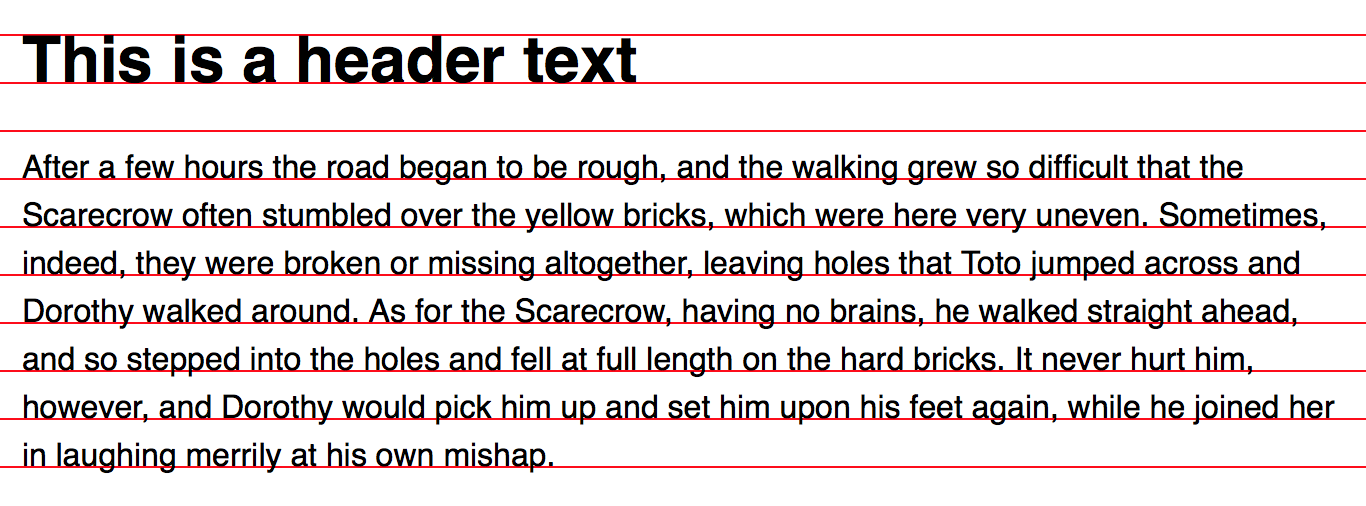 This is a header text
After a few hours the road began to be rough, and the walking grew so difficult that the
Scarecrow often stumbled over the yellow bricks, which were here very uneven. Sometimes,
indeed, they were broken or missing altogether, leaving holes that Toto jumped across and
Dorothy walked around. As for the Scarecrow, having no brains, he walked straight ahead,
and so stepped into the holes and fell at full length on the hard bricks. It never hurt him,
however, and Dorothy would pick him up and set him upon his feet again, while he joined her
in laughing merrily at his own mishap.